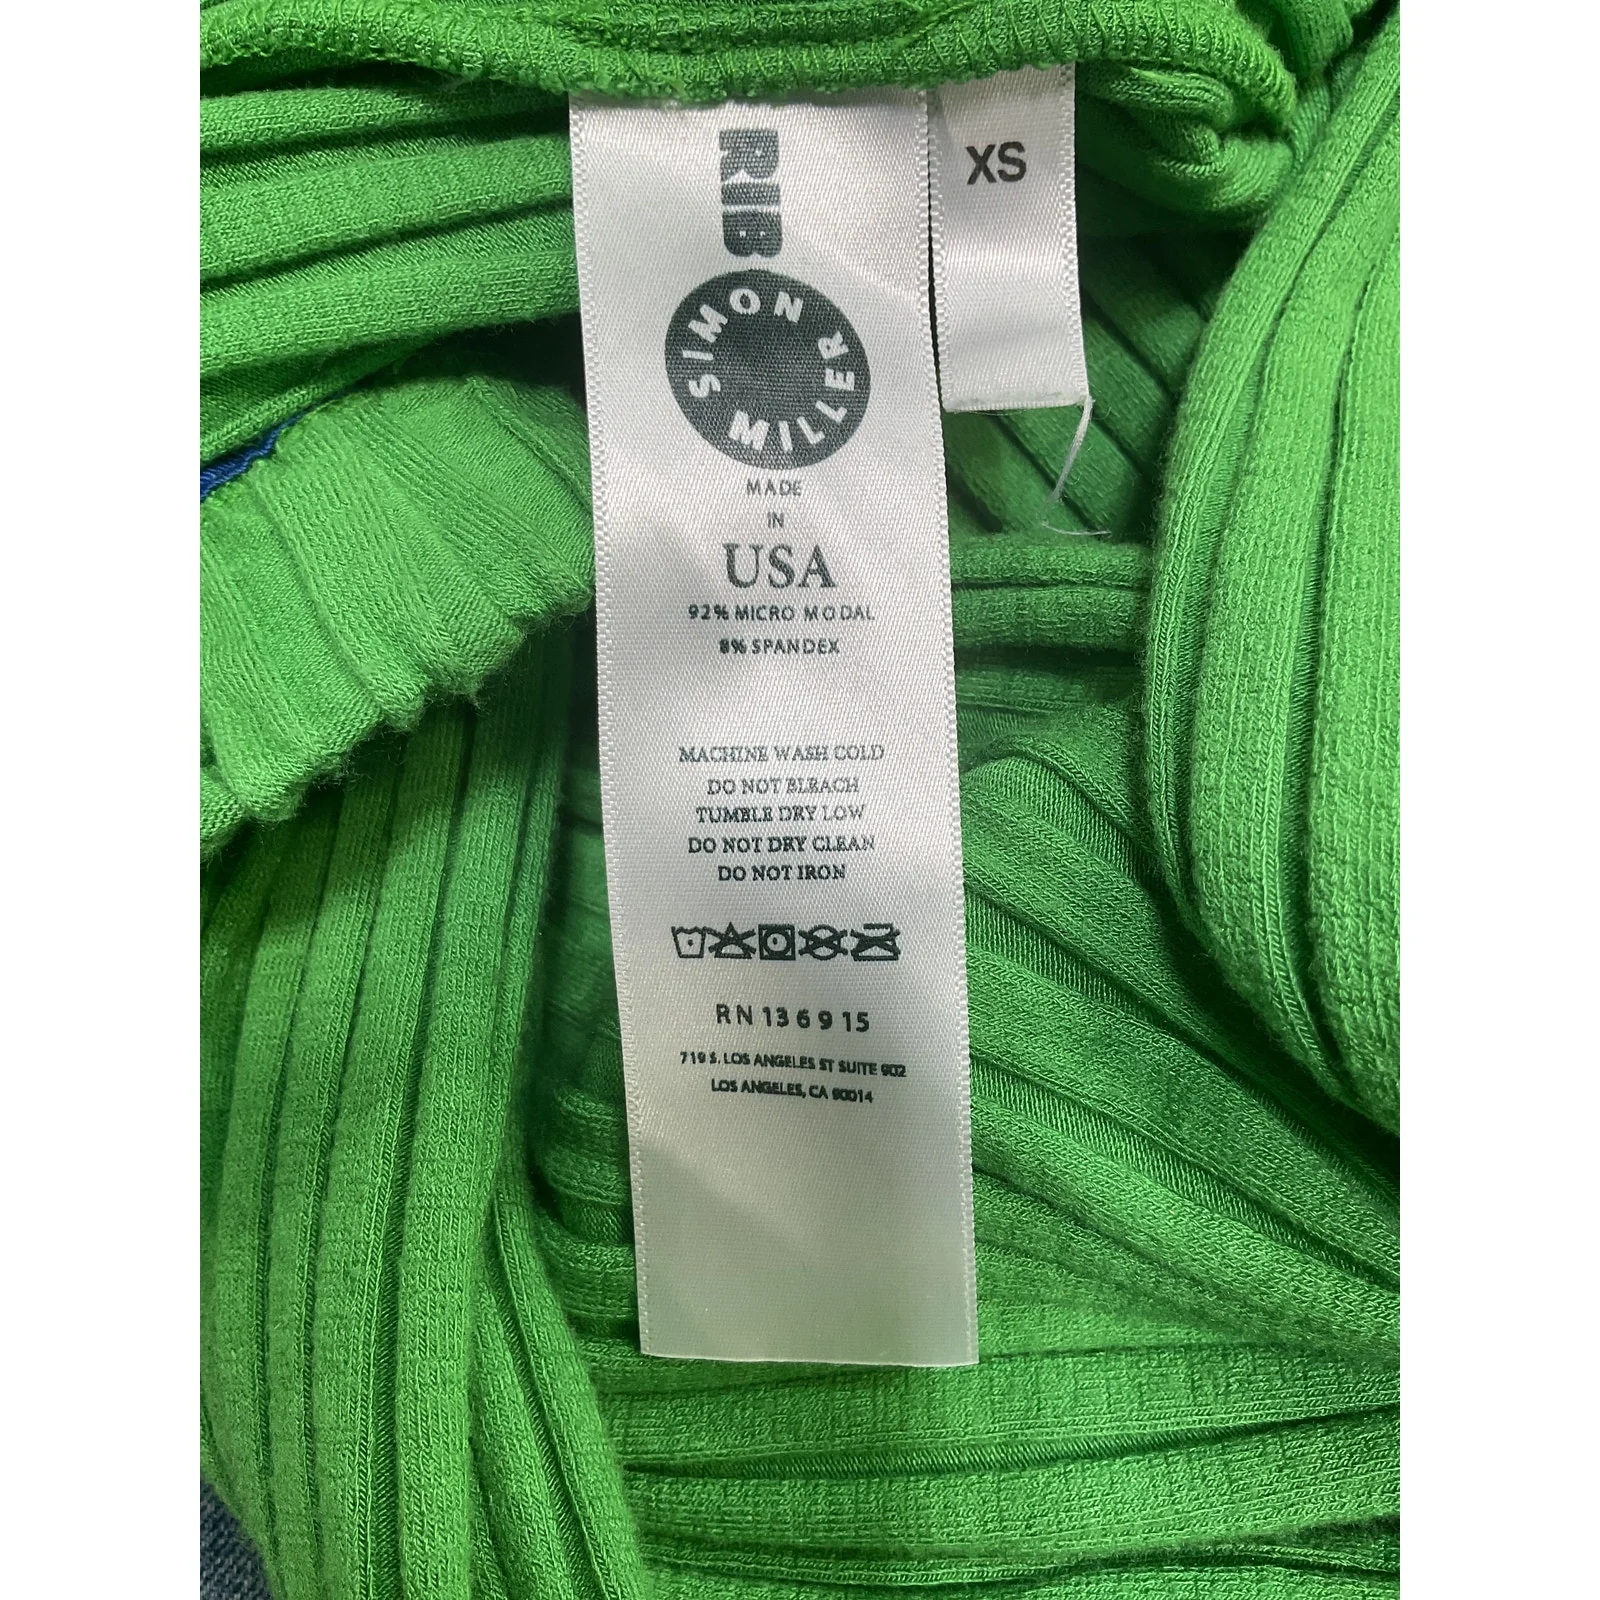 RIB
SIMON
MILLER
XS
MADE
IN
USA
92% MICRO MODAL
8% SPANDEX
MACHINE WASH COLD
DO NOT BLEACH
TUMBLE DRY LOW
DO NOT DRY CLEAN
DO NOT IRON
RN 136915
719 S. LOS ANGELES ST SUITE 902
LOS ANGELES, CA 90014